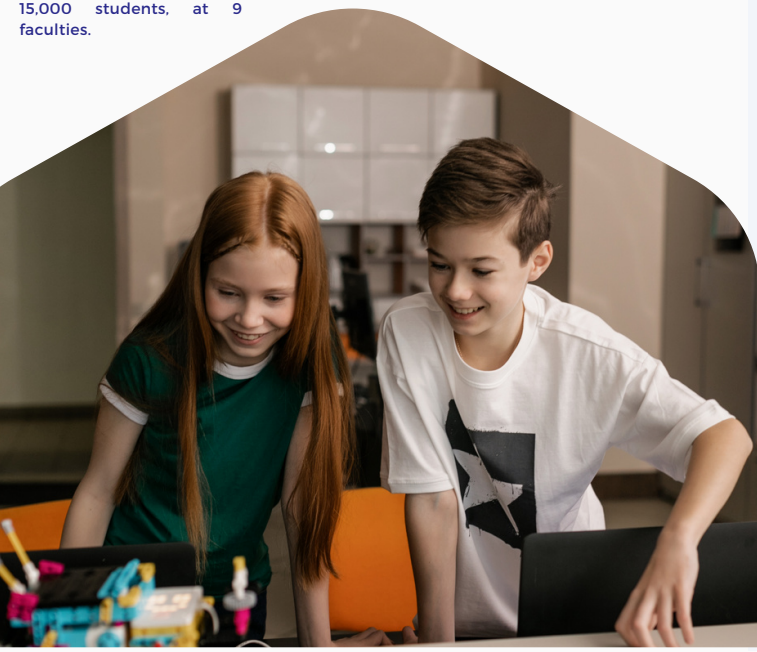 15,000 students, at 9
faculties.